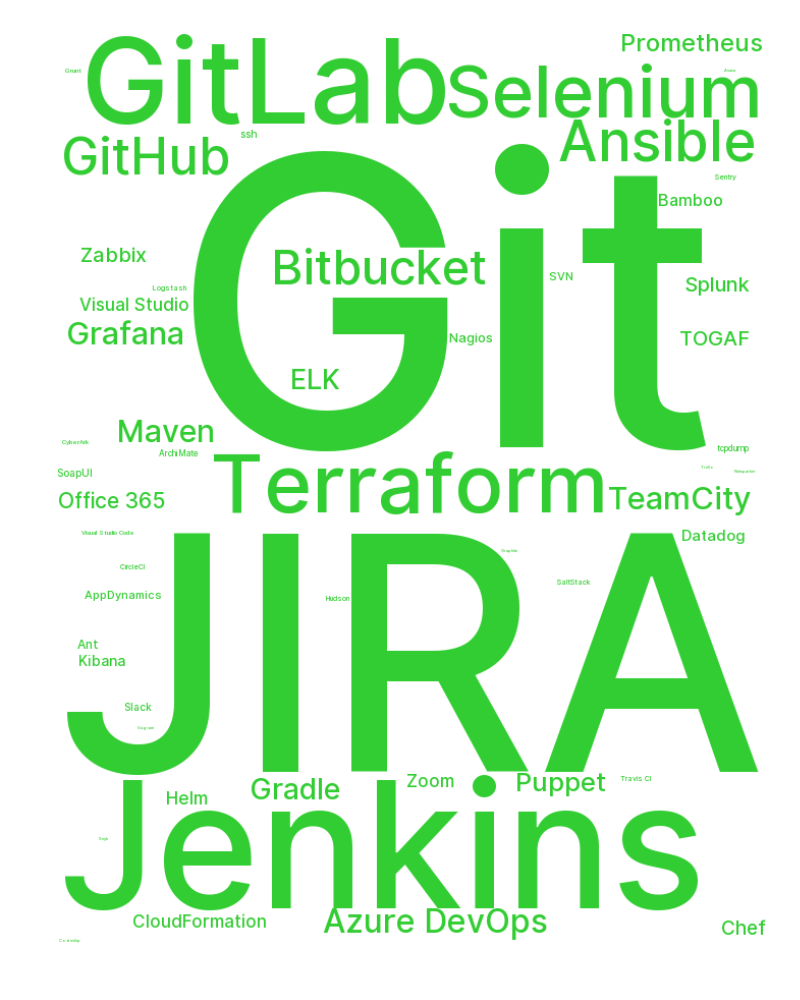 Prometheus
GitLab
Selenium
Grunt
ssh
GitHub
Ansible
Git
Sentry
Bamboo
Zabbix
Bitbucket
SVN
Splunk
Logstash
Visual Studio
Grafana
Nagios
TOGAF
ELK
Maven
CyberArk
ArchiMate
tcpdump
Terraform
SoapUI
Office 365
TeamCity
Visual Studio Code
Datadog
JIRA
CircleCI
SaltStack
AppDynamics
Hudson
Ant
Kibana
Slack
Jenkins
Gradle
Zoom
Puppet
Travis CI
Helm
CloudFormation
Azure DevOps
Chef